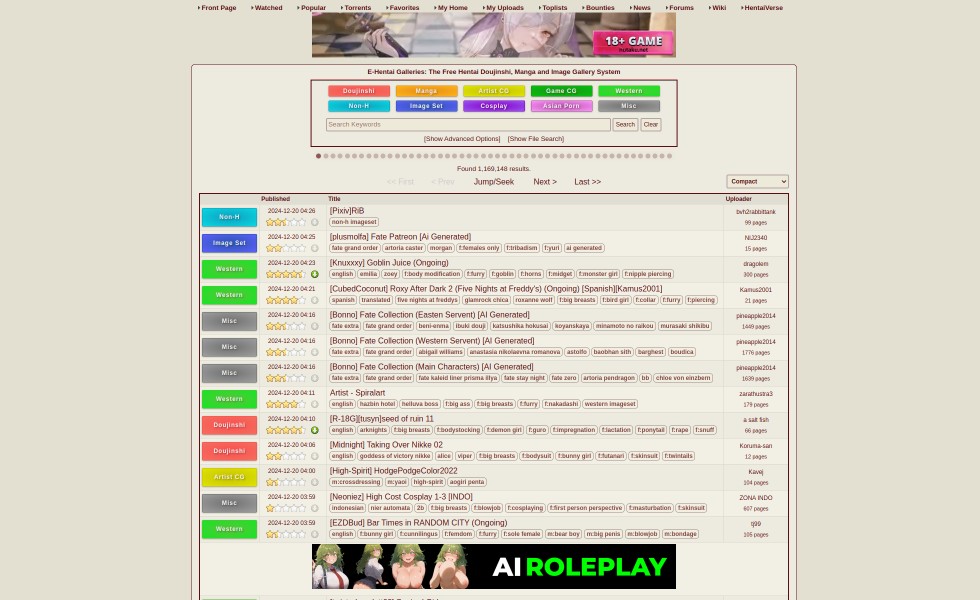 Front Page Watched Popular Torrents Favorites My Home My Uploads Toplists Bounties News Forums Wiki HentaiVerse
18+ GAME
nutaku.net
E-Hentai Galleries: The Free Hentai Doujinshi, Manga and Image Gallery System
Doujinshi Manga Artist CG Game CG Western
Non-H Image Set Cosplay Asian Porn Misc
Search Keywords Search Clear
[Show Advanced Options] [Show File Search]
Found 1,169,148 results.
<< First < Prev Jump/Seek Next > Last >> Compact
Published Title Uploader
Non-H 2024-12-20 04:26 [Pixiv]RiB bvh2rabbittank
non-h imageset 99 pages
Image Set 2024-12-20 04:25 [plusmolfa] Fate Patreon [Ai Generated] NiJ2340
fate grand order artoria caster morgan f:females only f:tribadism f:yuri ai generated 15 pages
Western 2024-12-20 04:23 [Knuxxxy] Goblin Juice (Ongoing) dragolem
english emilia zoey f:body modification f:furry f:goblin f:horns f:midget f:monster girl f:nipple piercing 300 pages
Western 2024-12-20 04:21 [CubedCoconut] Roxy After Dark 2 (Five Nights at Freddy's) (Ongoing) [Spanish][Kamus2001] Kamus2001
spanish translated five nights at freddys glamrock chica roxanne wolf f:big breasts f:bird girl f:collar f:furry f:piercing 21 pages
Misc 2024-12-20 04:16 [Bonno] Fate Collection (Easten Servent) [AI Generated] pineapple2014
fate extra fate grand order beni-enma ibuki douji katsushika hokusai koyanskaya minamoto no raikou murasaki shikibu 1449 pages
Misc 2024-12-20 04:16 [Bonno] Fate Collection (Western Servent) [AI Generated] pineapple2014
fate extra fate grand order abigail williams anastasia nikolaevna romanova astolfo baobhan sith barghest boudica 1776 pages
Misc 2024-12-20 04:16 [Bonno] Fate Collection (Main Characters) [AI Generated] pineapple2014
fate extra fate grand order fate kaleid liner prisma illya fate stay night fate zero artoria pendragon bb chloe von einzbern 1639 pages
Western 2024-12-20 04:11 Artist - Spiralart zarathustra3
english hazbin hotel helluva boss f:big ass f:big breasts f:furry f:nakadashi western imageset 179 pages
Doujinshi 2024-12-20 04:10 [R-18G][fusyn]seed of ruin 11 a salt fish
english arknights f:big breasts f:bodystocking f:demon girl f:guro f:impregnation f:lactation f:ponytail f:rape f:snuff 66 pages
Doujinshi 2024-12-20 04:06 [Midnight] Taking Over Nikke 02 Koruma-san
english goddess of victory nikke alice viper f:big breasts f:bodysuit f:bunny girl f:futanari f:skinsuit f:twintails 12 pages
Artist CG 2024-12-20 04:00 [High-Spirit] HodgePodgeColor2022 Kavej
m:crossdressing m:yaoi high-spirit aogiri penta 104 pages
Misc 2024-12-20 03:59 [Neoniez] High Cost Cosplay 1-3 [INDO] ZONA INDO
indonesian nier automata 2b f:big breasts f:blowjob f:cosplaying f:first person perspective f:masturbation f:skinsuit 607 pages
Western 2024-12-20 03:59 [EZDBud] Bar Times in RANDOM CITY (Ongoing) tj99
english f:bunny girl f:cunnilingus f:femdom f:furry f:sole female m:bear boy m:big penis m:blowjob m:bondage 105 pages
AI ROLEPLAY